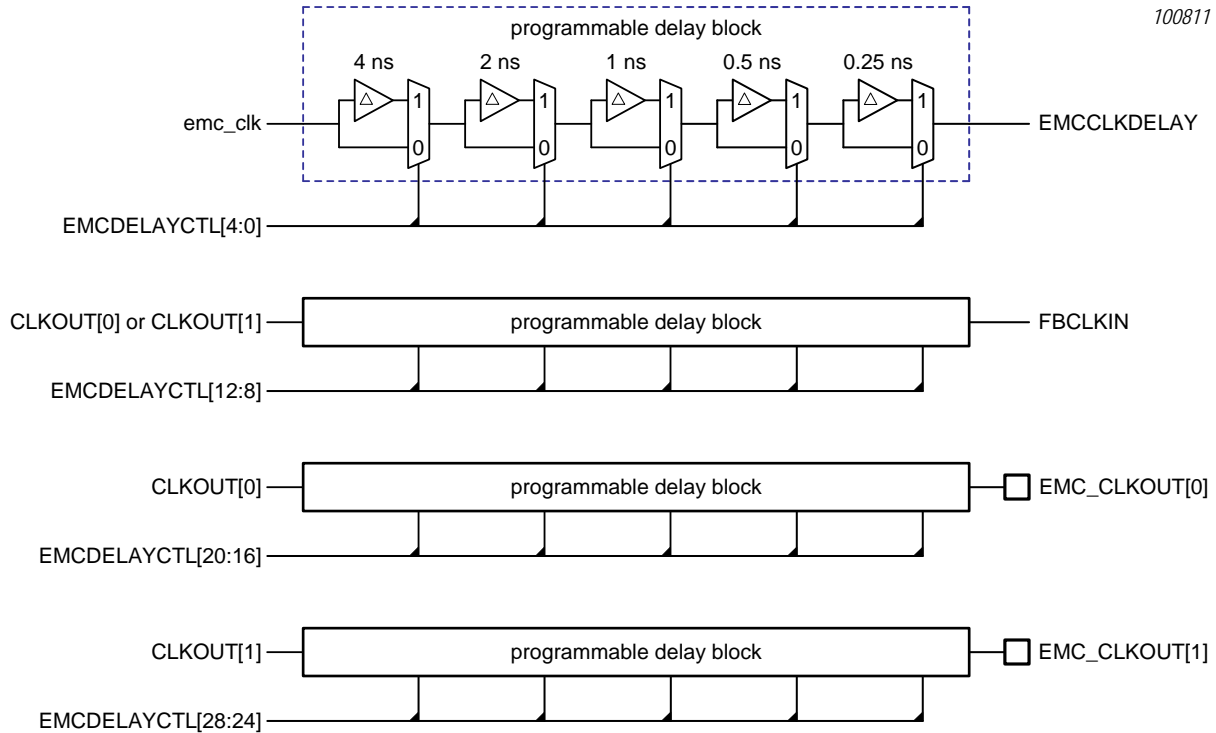 100811
programmable delay block
4 ns 2 ns 1 ns 0.5 ns 0.25 ns
1 1 1 1 1
emc_clk EMCCLKDELAY
0 0 0 0 0
EMCDELAYCTL[4:0]
CLKOUT[0] or CLKOUT[1] programmable delay block FBCLKIN
EMCDELAYCTL[12:8]
CLKOUT[0] programmable delay block EMC_CLKOUT[0]
EMCDELAYCTL[20:16]
CLKOUT[1] programmable delay block EMC_CLKOUT[1]
EMCDELAYCTL[28:24]